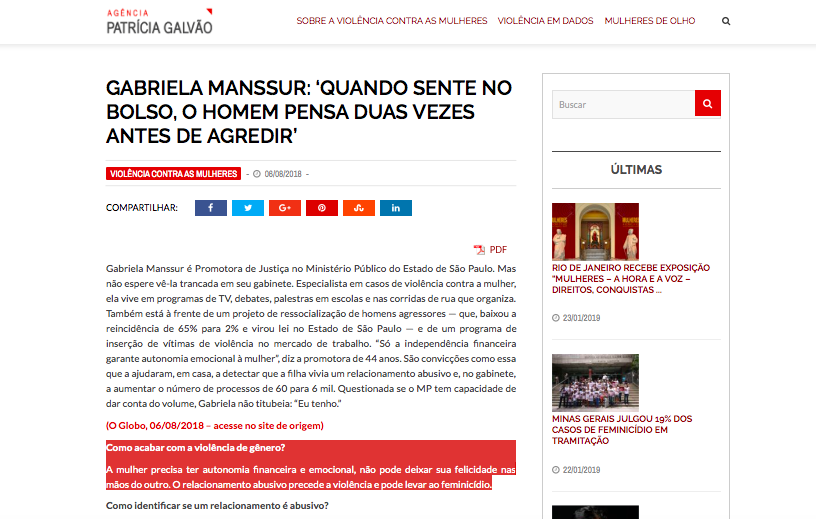 AGÊNCIA
PATRÍCIA GALVÃO
SOBRE A VIOLÊNCIA CONTRA AS MULHERES
VIOLÊNCIA EM DADOS
MULHERES DE OLHO
GABRIELA MANSSUR: ‘QUANDO SENTE NO
BOLSO, O HOMEM PENSA DUAS VEZES
ANTES DE AGREDIR’
VIOLÊNCIA CONTRA AS MULHERES - 06/08/2018 -
COMPARTILHAR:
PDF
Gabriela Manssur é Promotora de Justiça no Ministério Público do Estado de São Paulo. Mas
não espere vê-la trancada em seu gabinete. Especialista em casos de violência contra a mulher,
ela vive em programas de TV, debates, palestras em escolas e nas corridas de rua que organiza.
Também está à frente de um projeto de ressocialização de homens agressores — que, baixou a
reincidência de 65% para 2% e virou lei no Estado de São Paulo — e de um programa de
inserção de vítimas de violência no mercado de trabalho. “Só a independência financeira
garante autonomia emocional à mulher”, diz a promotora de 44 anos. São convicções como essa
que a ajudaram, em casa, a detectar que a filha vivia um relacionamento abusivo e, no gabinete,
a aumentar o número de processos de 60 para 6 mil. Questionada se o MP tem capacidade de
dar conta do volume, Gabriela não titubeia: “Eu tenho.”
(O Globo, 06/08/2018 – acesse no site de origem)
Como acabar com a violência de gênero?
A mulher precisa ter autonomia financeira e emocional, não pode deixar sua felicidade nas
mãos do outro. O relacionamento abusivo precede a violência e pode levar ao feminicídio.
Como identificar se um relacionamento é abusivo?
Buscar
ÚLTIMAS
RIO DE JANEIRO RECEBE EXPOSIÇÃO
“MULHERES – A HORA E A VOZ –
DIREITOS, CONQUISTAS ...
23/01/2019
MINAS GERAIS JULGOU 19% DOS
CASOS DE FEMINICÍDIO EM
TRAMITAÇÃO
22/01/2019